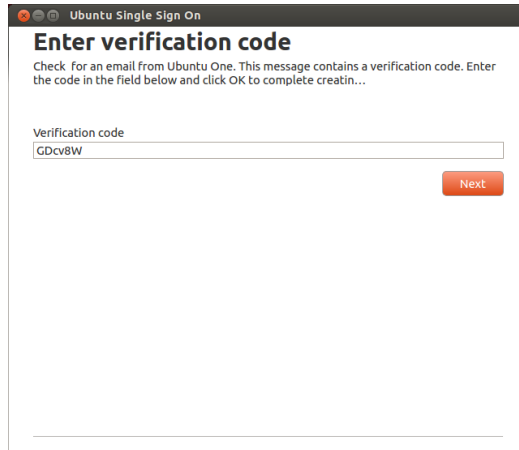 Ubuntu Single Sign On
Enter verification code
Check  for an email from Ubuntu One. This message contains a verification code. Enter
the code in the field below and click OK to complete creatin…
Verification code
GDcv8W
Next